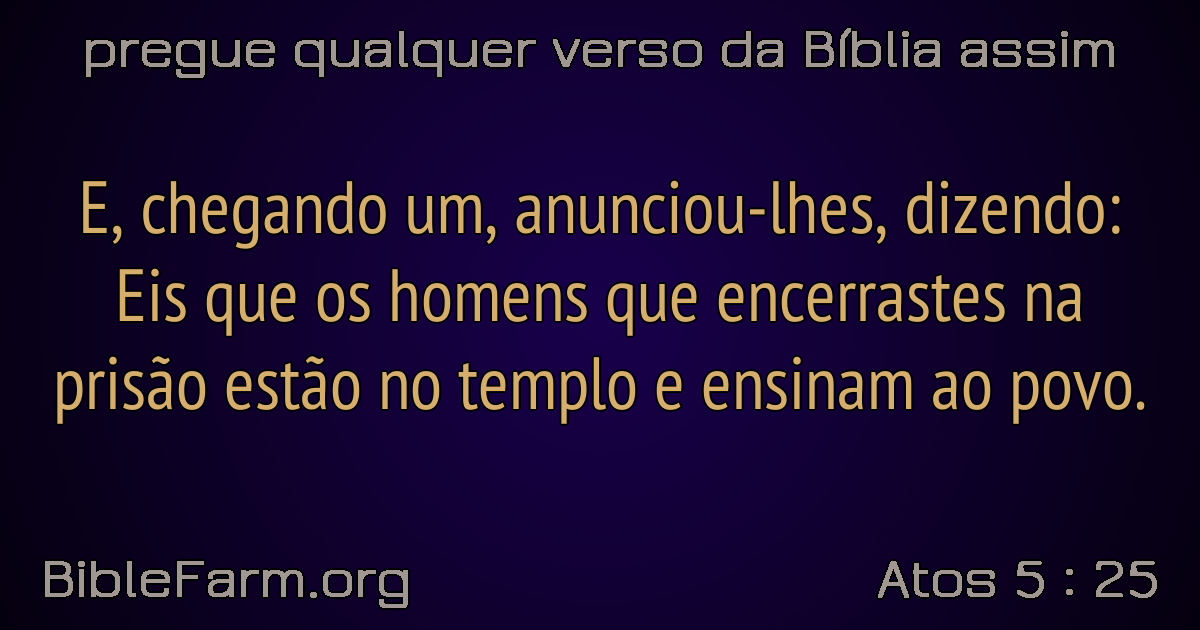 pregue qualquer verso da Bíblia assim
E, chegando um, anunciou-lhes, dizendo:
Eis que os homens que encerrastes na
prisão estão no templo e ensinam ao povo.
BibleFarm.org
Atos 5 : 25